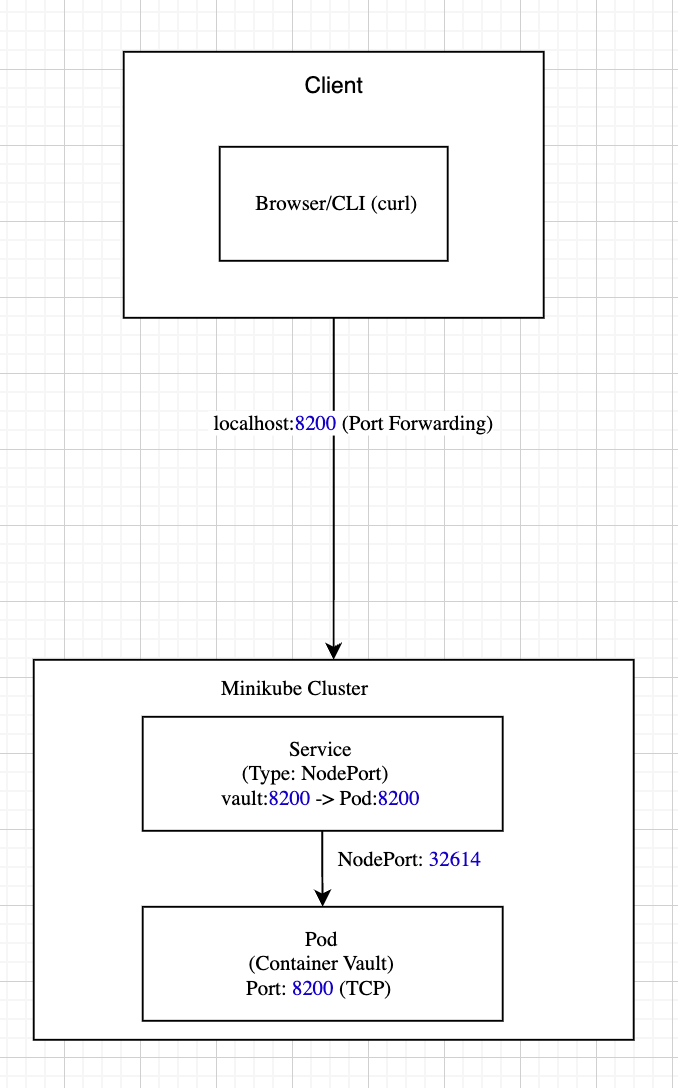 Client
Browser/CLI (curl)
localhost:8200 (Port Forwarding)
Minikube Cluster
Service
(Type: NodePort)
vault:8200 -> Pod:8200
NodePort: 32614
Pod
(Container Vault)
Port: 8200 (TCP)